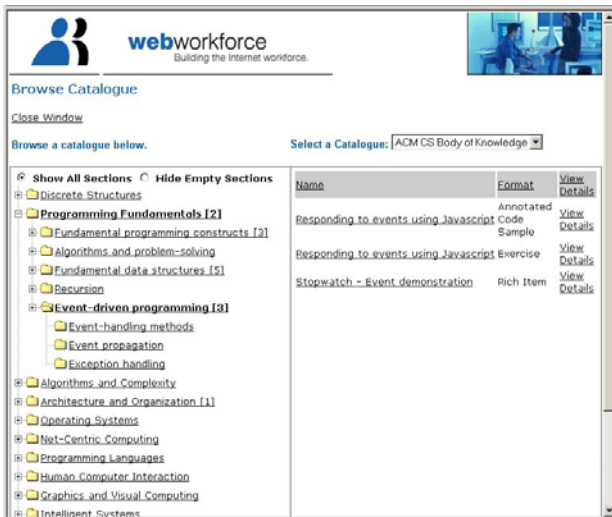 webworkforce
Building the Internet workforce.
Browse Catalogue
Close Window
Browse a catalogue below.
Select a Catalogue: ACM CS Body of Knowledge
Show All Sections Hide Empty Sections
Discrete Structures
Programming Fundamentals [2]
Fundamental programming constructs [3]
Algorithms and problem-solving
Fundamental data structures [5]
Recursion
Event-driven programming [3]
Event-handling methods
Event propagation
Exception handling
Algorithms and Complexity
Architecture and Organization [1]
Operating Systems
Net-Centric Computing
Programming Languages
Human Computer Interaction
Graphics and Visual Computing
Intelligent Systems
Name Format View Details
Responding to events using Javascript Annotated Code Sample View Details
Responding to events using Javascript Exercise View Details
Stopwatch - Event demonstration Rich Item View Details